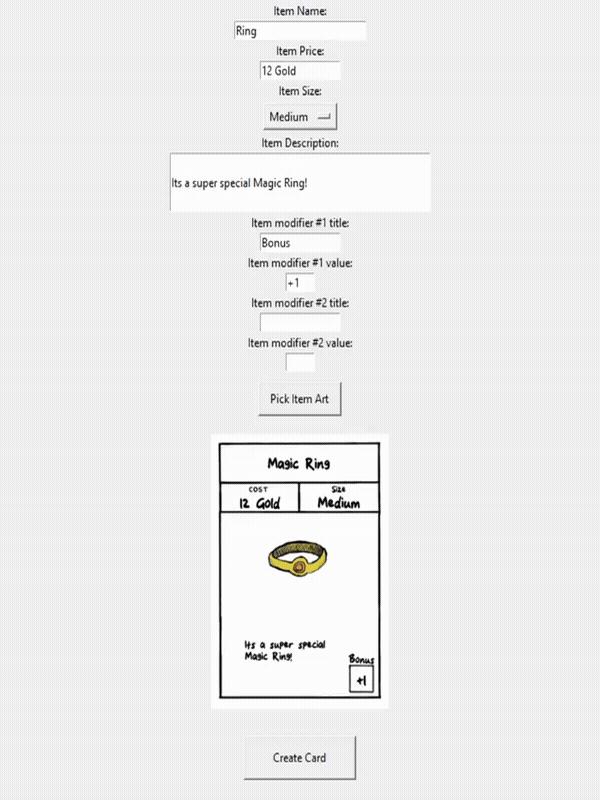 Item Name:
Ring
Item Price:
12 Gold
Item Size:
Medium
Item Description:
Its a super special Magic Ring!
Item modifier #1 title:
Bonus
Item modifier #1 value:
+1
Item modifier #2 title:
Item modifier #2 value:
Pick Item Art
Magic Ring
COST
12 Gold
Size
Medium
Its a super special
Magic Ring!
Bonus
+1
Create Card